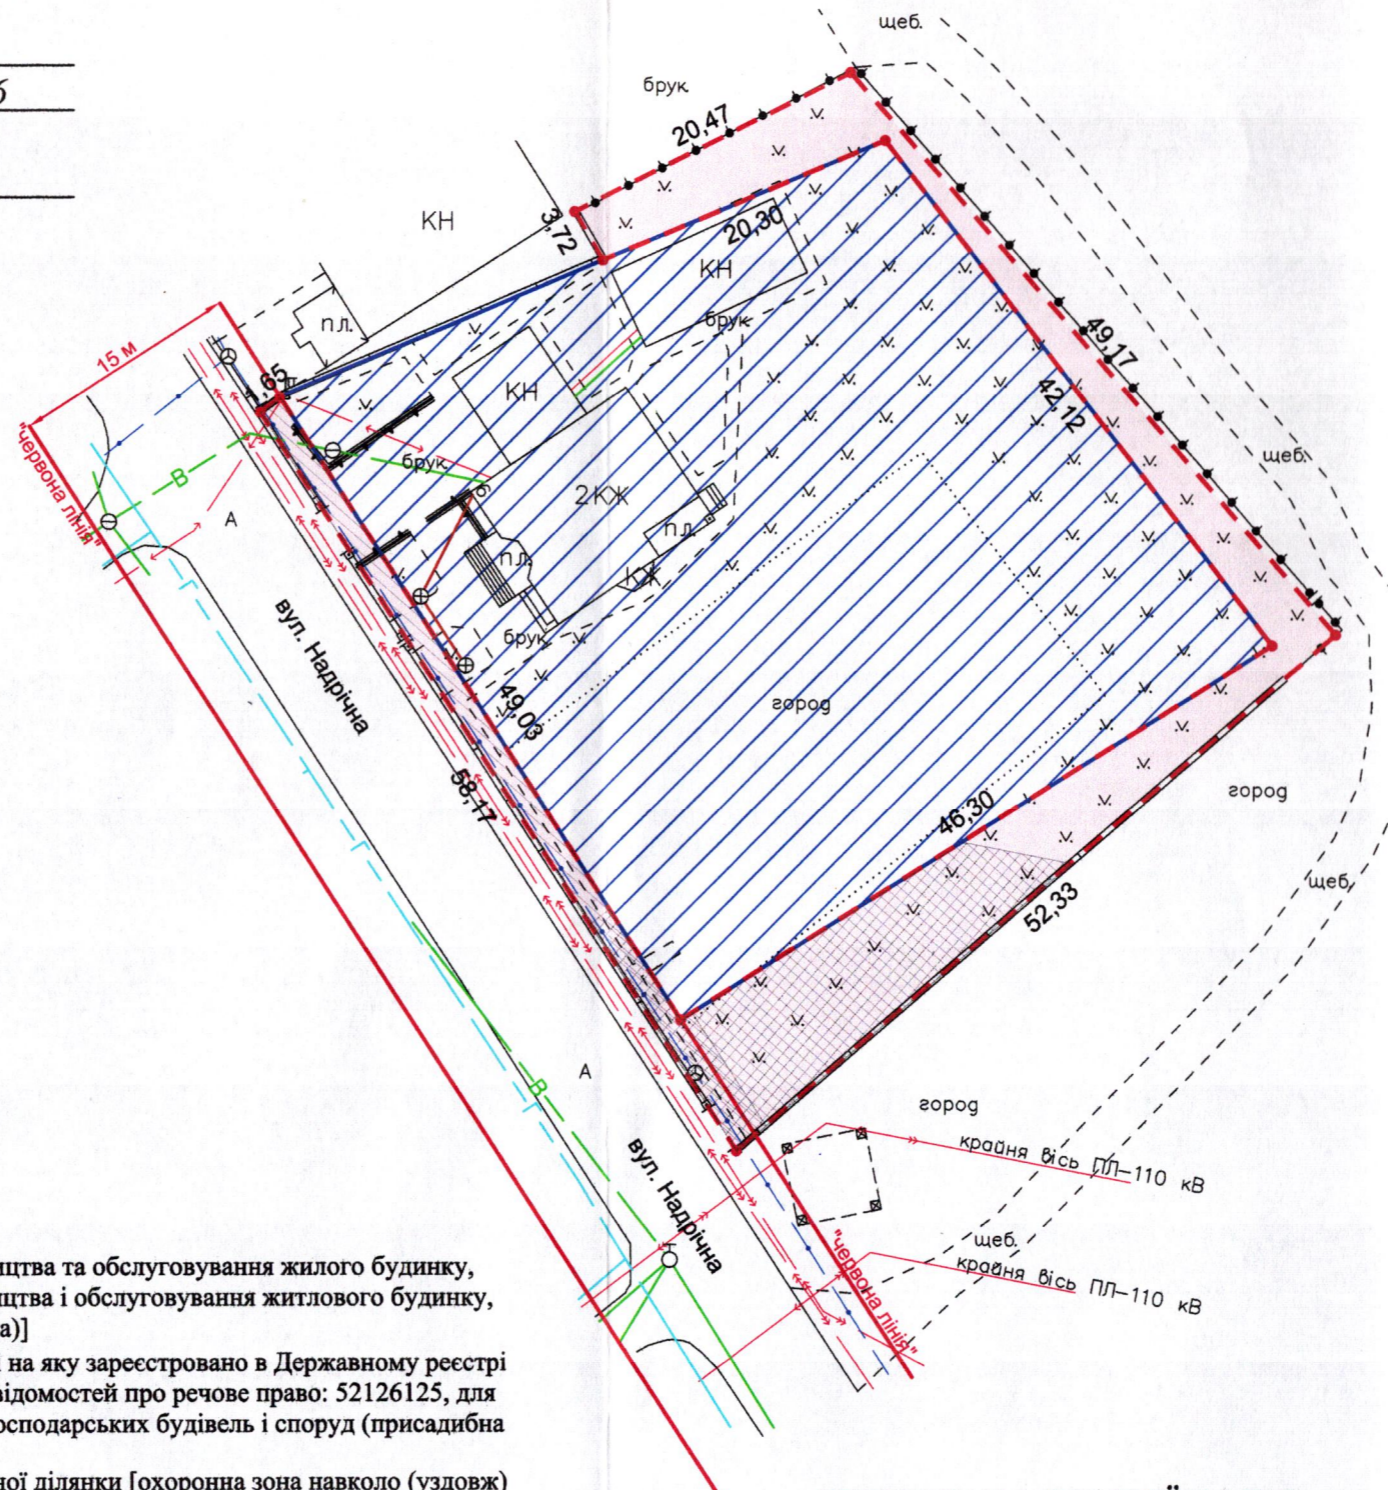 б
щеб.
брук
20,47
КН
3,72
20,30
КН
брук
15 м
пл.
,65
49,17
42,12
КН
"червона лінія"
В
брук
б
2КЖ
пл.
щеб.
А
Г
пл.
КЖ
вул. Надрічна
брук
49,03
город
58,17
46,30
город
52,33
щеб.
Г
А
В
Г
город
крайня вісь ПЛ-110 кВ
вул. Надрічна
"червона лінія"
щеб.
крайня вісь ПЛ-110 кВ
ицтва та обслуговування жилого будинку,
ицтва і обслуговування житлового будинку,
а)]
на яку зареєстровано в Державному реєстрі
відомостей про речове право: 52126125, для
осподарських будівель і споруд (присадибна
ної ділянки [охоронна зона навколо (уздовж)